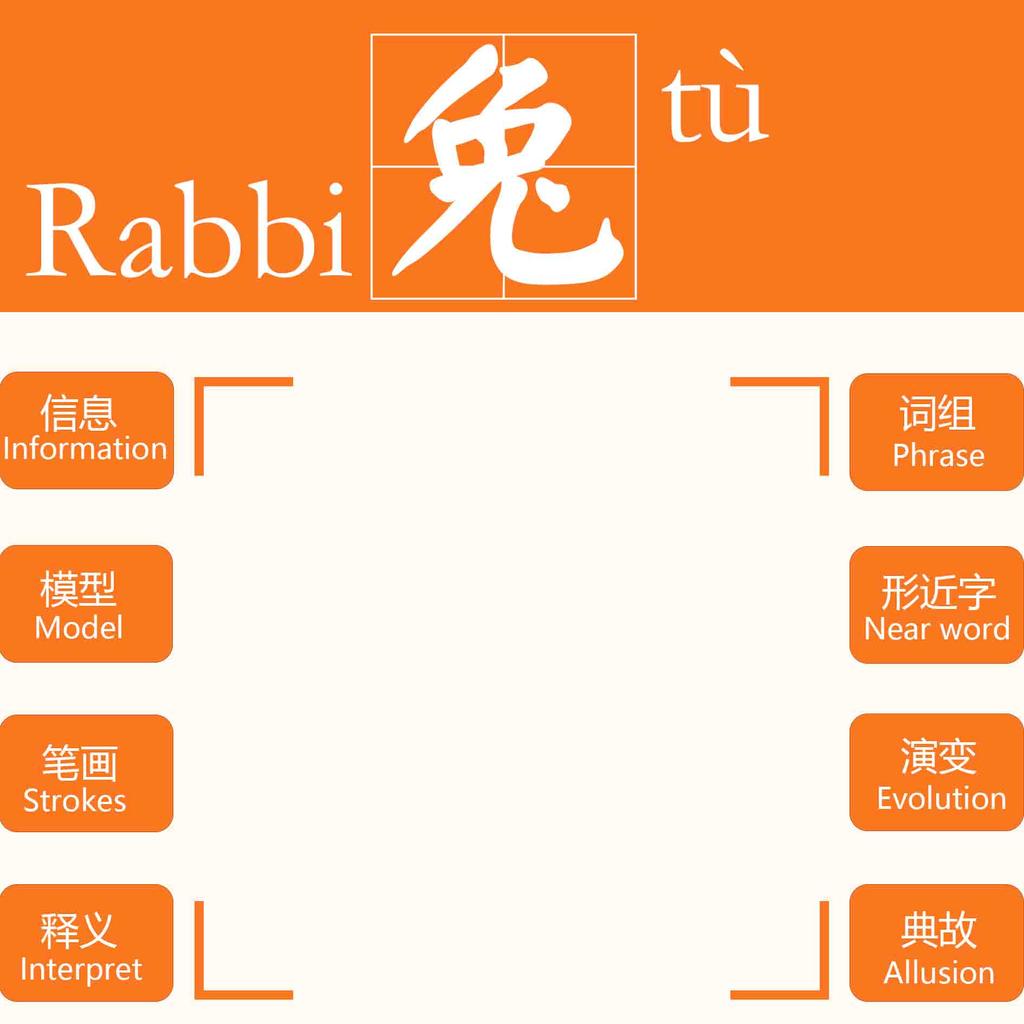 Rabbi
兔
tù
信息
Information
词组
Phrase
模型
Model
形近字
Near word
笔画
Strokes
演变
Evolution
释义
Interpret
典故
Allusion